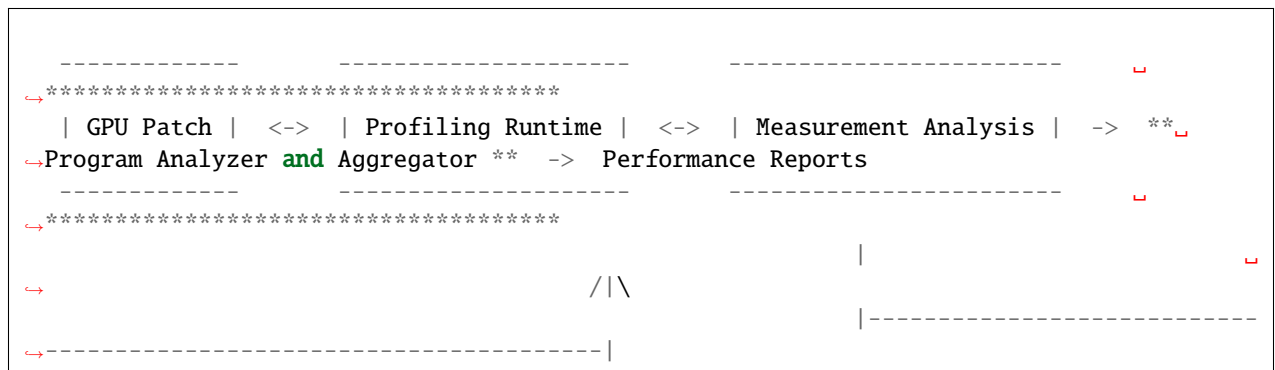 -------------       ---------------------       ------------------------     ␣
↪*************************************
| GPU Patch |  <->  | Profiling Runtime |  <->  | Measurement Analysis |  ->  **␣
↪Program Analyzer and Aggregator **  ->  Performance Reports
-------------       ---------------------       ------------------------     ␣
↪*************************************
|                           ␣
↪                                       /|\
|----------------------------
↪----------------------------------------|